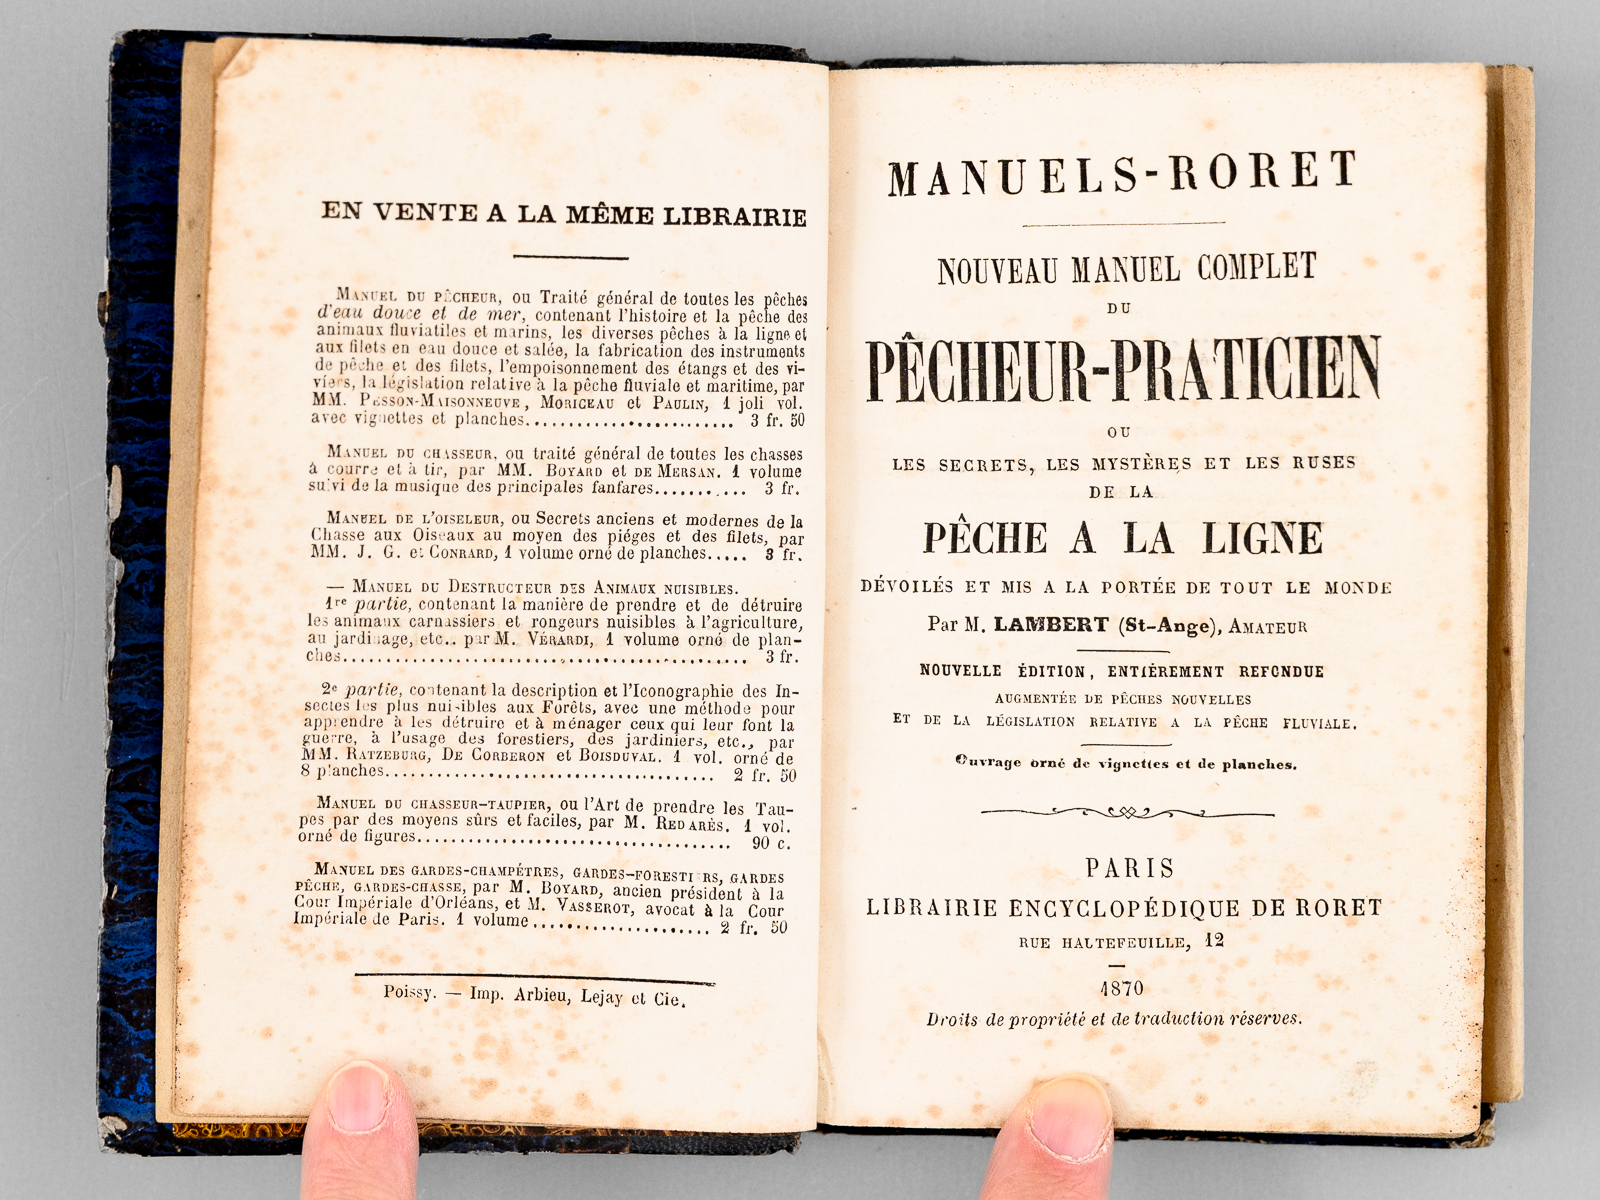 EN VENTE A LA MÊME LIBRAIRIE
MANUEL DU PÊCHEUR, ou Traité général de toutes les pêches
d'eau douce et de mer, contenant l'histoire et la pêche des
animaux fluviatiles et marins, les diverses pêches à la ligne et
aux filets en eau douce et salée, la fabrication des instruments
de pêche et des filets, l'empoisonnement des étangs et des vi-
viers, la législation relative à la pêche fluviale et maritime, par
MM. PESSON-MAISONNEUVE, MORICEAU et PAULIN, 1 joli vol.
avec vignettes et planches........................ 3 fr. 50
MANUEL DU CHASSEUR, ou traité général de toutes les chasses
à courre et à tir, par MM. BOYARD et DE MERSAN. 1 volume
suivi de la musique des principales fanfares........... 3 fr.
MANUEL DE L'OISELEUR, ou Secrets anciens et modernes de la
Chasse aux Oiseaux au moyen des piéges et des filets, par
MM. J. G. et CONRARD, 1 volume orné de planches..... 3 fr.
— MANUEL DU DESTRUCTEUR DES ANIMAUX NUISIBLES.
1re partie, contenant la manière de prendre et de détruire
les animaux carnassiers et rongeurs nuisibles à l'agriculture,
au jardinage, etc.. par M. VÉRARDI, 1 volume orné de plan-
ches................................................ 3 fr.
2e partie, contenant la description et l'Iconographie des In-
sectes les plus nuisibles aux Forêts, avec une méthode pour
apprendre à les détruire et à ménager ceux qui leur font la
guerre, à l'usage des forestiers, des jardiniers, etc., par
MM. RATZEBURG, DE CORBERON et BOISDUVAL. 1 vol. orné de
8 planches...................................... 2 fr. 50
MANUEL DU CHASSEUR-TAUPIER, ou l'Art de prendre les Tau-
pes par des moyens sûrs et faciles, par M. REDARÈS. 1 vol.
orné de figures.................................... 90 c.
MANUEL DES GARDES-CHAMPÉTRES, GARDES-FORESTIERS, GARDES
PÊCHE, GARDES-CHASSE, par M. BOYARD, ancien président à la
Cour Impériale d'Orléans, et M. VASSEROT, avocat à la Cour
Impériale de Paris. 1 volume ..................... 2 fr. 50
Poissy. — Imp. Arbieu, Lejay et Cie.
MANUELS-RORET
NOUVEAU MANUEL COMPLET
DU
PÊCHEUR-PRATICIEN
OU
LES SECRETS, LES MYSTÈRES ET LES RUSES
DE LA
PÊCHE A LA LIGNE
DÉVOILÉS ET MIS A LA PORTÉE DE TOUT LE MONDE
Par M. LAMBERT (St-Ange), AMATEUR
NOUVELLE ÉDITION, ENTIÉREMENT REFONDUE
AUGMENTÉE DE PÊCHES NOUVELLES
ET DE LA LÉGISLATION RELATIVE A LA PÊCHE FLUVIALE.
Ouvrage orné de vignettes et de planches.
PARIS
LIBRAIRIE ENCYCLOPÉDIQUE DE RORET
RUE HAUTEFEUILLE, 12
1870
Droits de propriété et de traduction réserves.